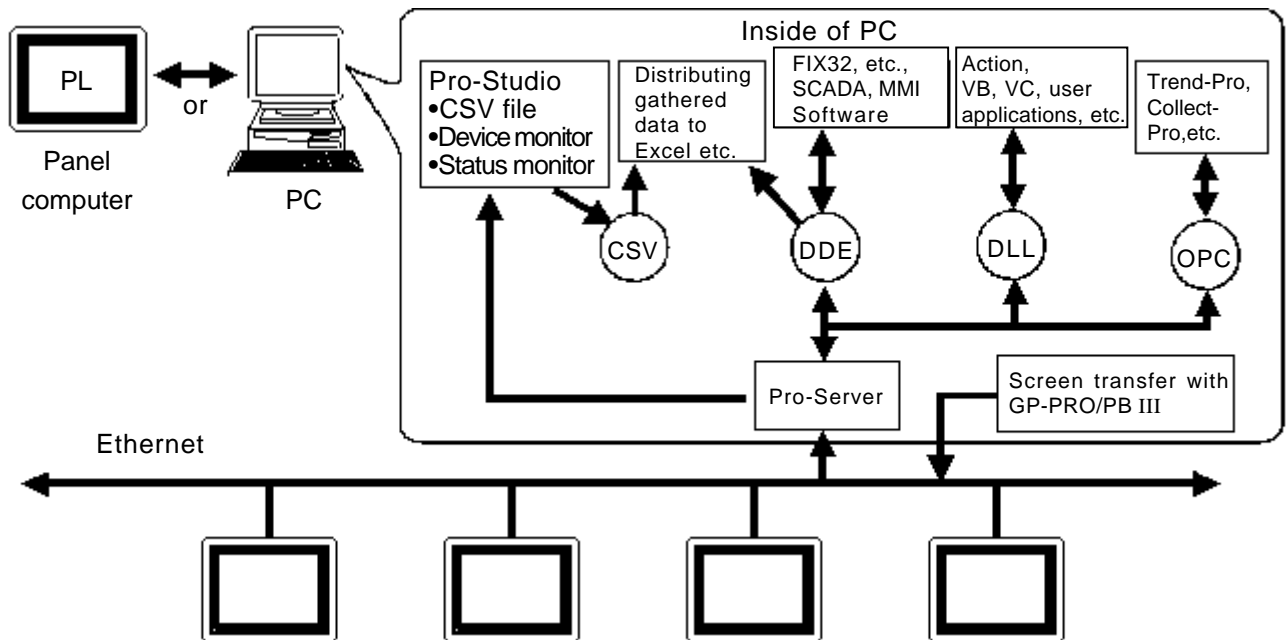 Inside of PC
PL
or
Panel
computer
PC
Pro-Studio
•CSV file
•Device monitor
•Status monitor
Distributing
gathered
data to
Excel etc.
FIX32, etc.,
SCADA, MMI
Software
Action,
VB, VC, user
applications, etc.
Trend-Pro,
Collect-
Pro,etc.
CSV
DDE
DLL
OPC
Pro-Server
Screen transfer with
GP-PRO/PB III
Ethernet